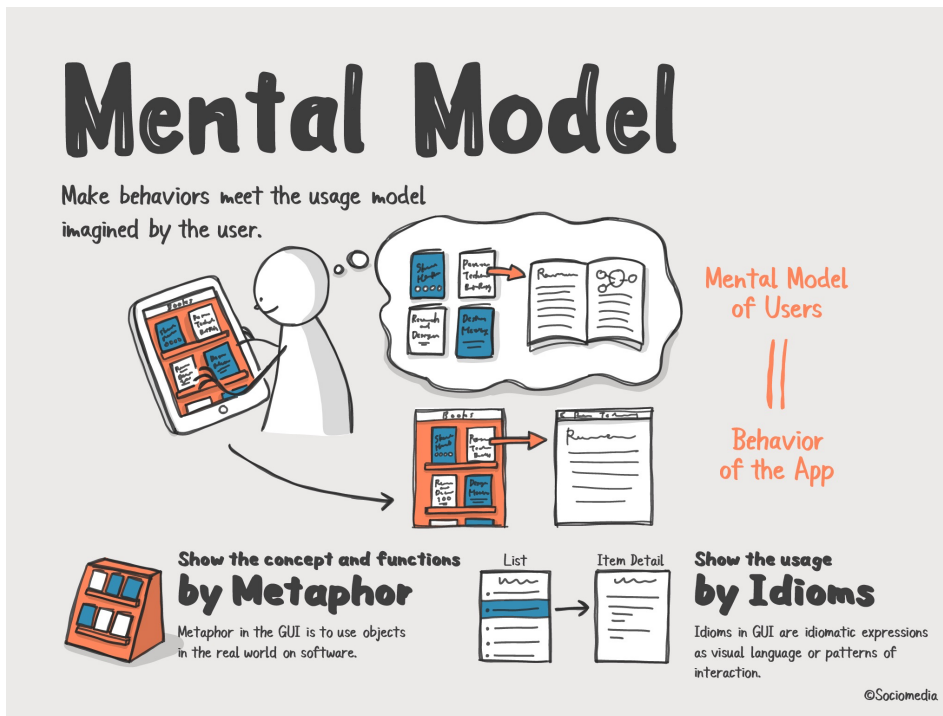 Mental Model
Make behaviors meet the usage model
imagined by the user.
Books
Mental Model
of Users
Behavior
of the App
Books
Show the concept and functions
by Metaphor
Metaphor in the GUI is to use objects
in the real world on software.
List
Item Detail
Show the usage
by Idioms
Idioms in GUI are idiomatic expressions
as visual language or patterns of
interaction.
©Sociomedia